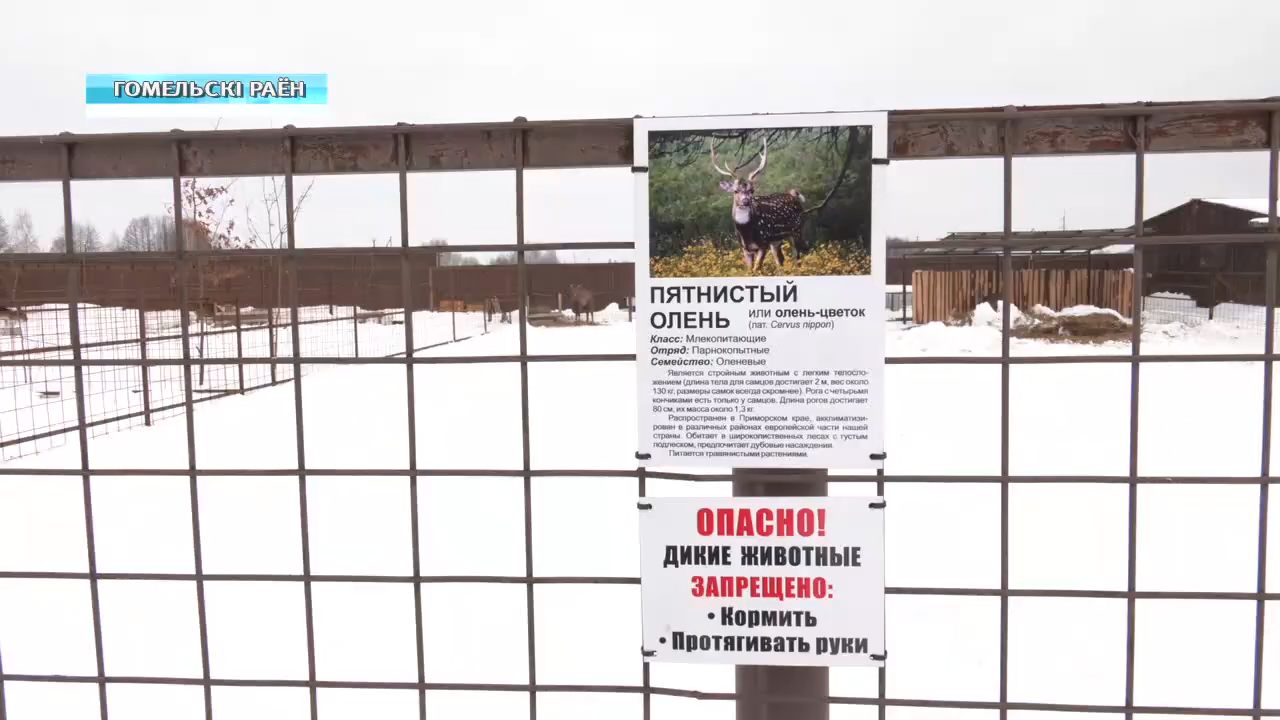 ГОМЕЛЬСКІ РАЁН
ПЯТНИСТЫЙ
ОЛЕНЬ или олень-цветок
(лат. Cervus nippon)
Класс: Млекопитающие
Отряд: Парнокопытные
Семейство: Оленевые
Является стройным животным с легким телосло-
жением (длина тела для самцов достигает 2 м, вес около
130 кг, размеры самок всегда скромнее). Рога с четырьмя
кончиками есть только у самцов. Длина рогов достигает
80 см, их масса около 1,3 кг.
Распространен в Приморском крае, акклиматизи-
рован в различных районах европейской части нашей
страны. Обитает в широколиственных лесах с густым
подлеском, предпочитает дубовые насаждения.
Питается травянистыми растениями.
ОПАСНО!
ДИКИЕ ЖИВОТНЫЕ
ЗАПРЕЩЕНО:
• Кормить
• Протягивать руки